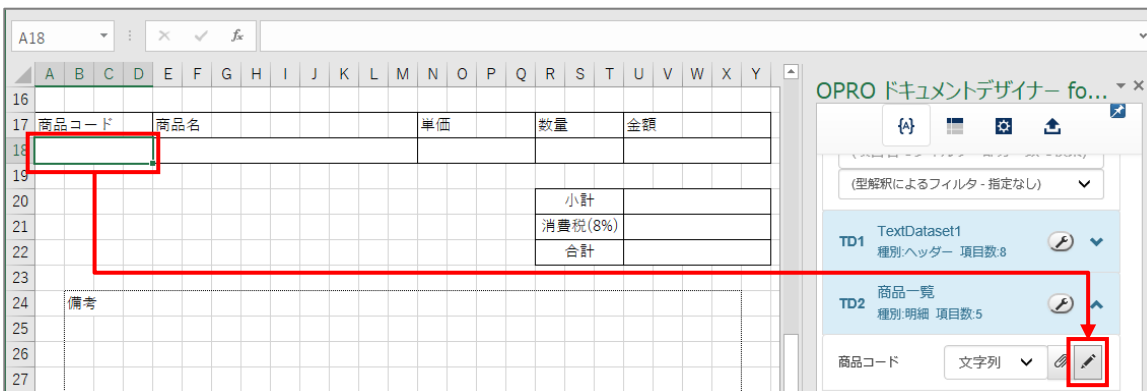 A18 fx
A B C D E F G H I J K L M N O P Q R S T U V W X Y
OPRO ドキュメントデザイナー fo...
16
17 商品コード 商品名 単価 数量 金額
18
19
(型解釈によるフィルタ - 指定なし)
20 小計
21 消費税(8%)
22 合計
TD1 TextDataset1
種別:ヘッダー 項目数:8
23
24 備考
TD2 商品一覧
種別:明細 項目数:5
25
26
商品コード 文字列
27